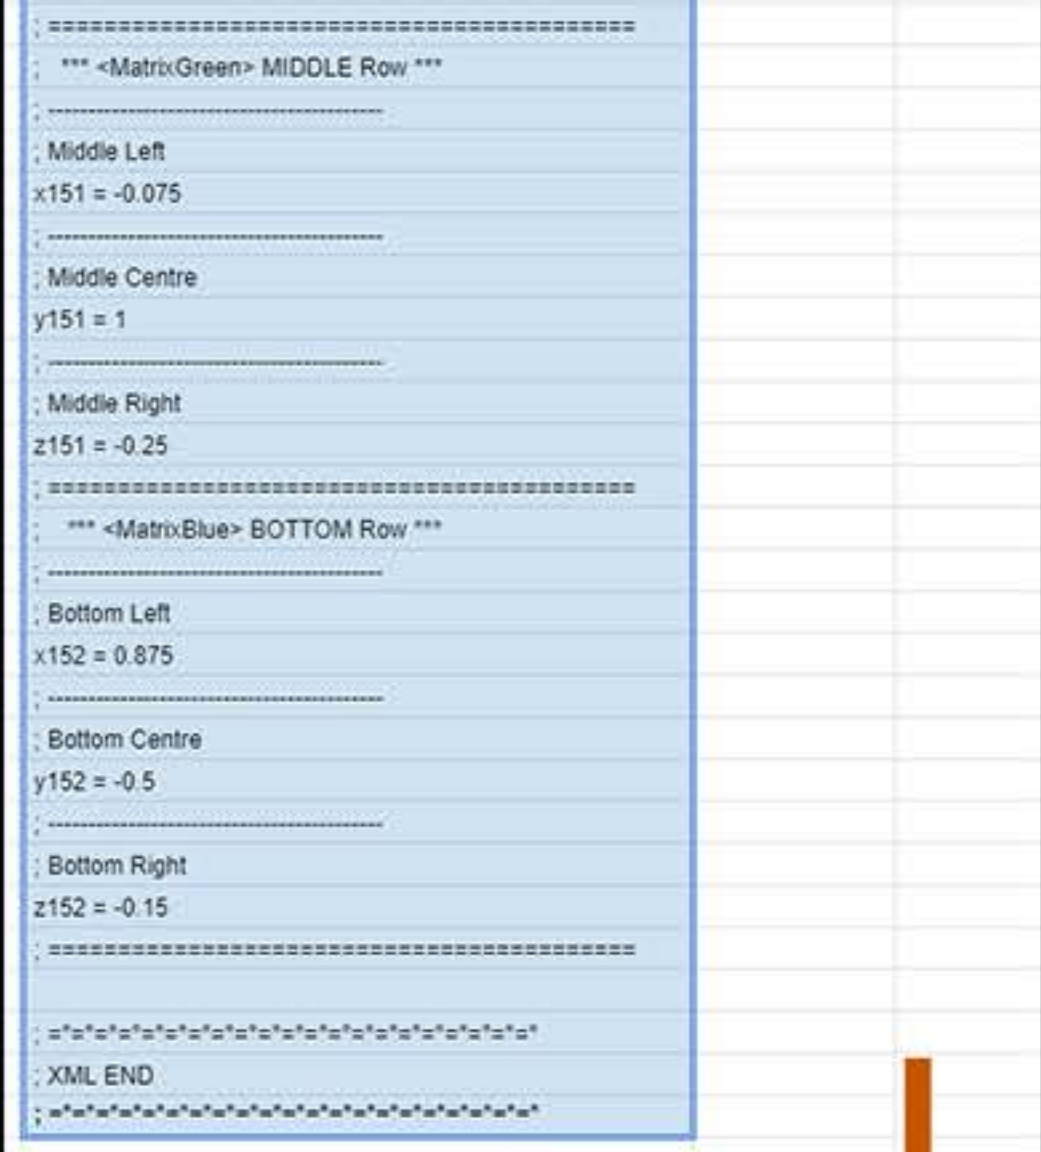 ; ==========================================
; *** <MatrixGreen> MIDDLE Row ***
; ------------------------------------------
; Middle Left
x151 = -0.075
; ------------------------------------------
; Middle Centre
y151 = 1
; ------------------------------------------
; Middle Right
z151 = -0.25
; ==========================================
; *** <MatrixBlue> BOTTOM Row ***
; ------------------------------------------
; Bottom Left
x152 = 0.875
; ------------------------------------------
; Bottom Centre
y152 = -0.5
; ------------------------------------------
; Bottom Right
z152 = -0.15
; ==========================================
; =*=*=*=*=*=*=*=*=*=*=*=*=*=*=*=*=*=*=*=*=*
; XML END
; =*=*=*=*=*=*=*=*=*=*=*=*=*=*=*=*=*=*=*=*=*